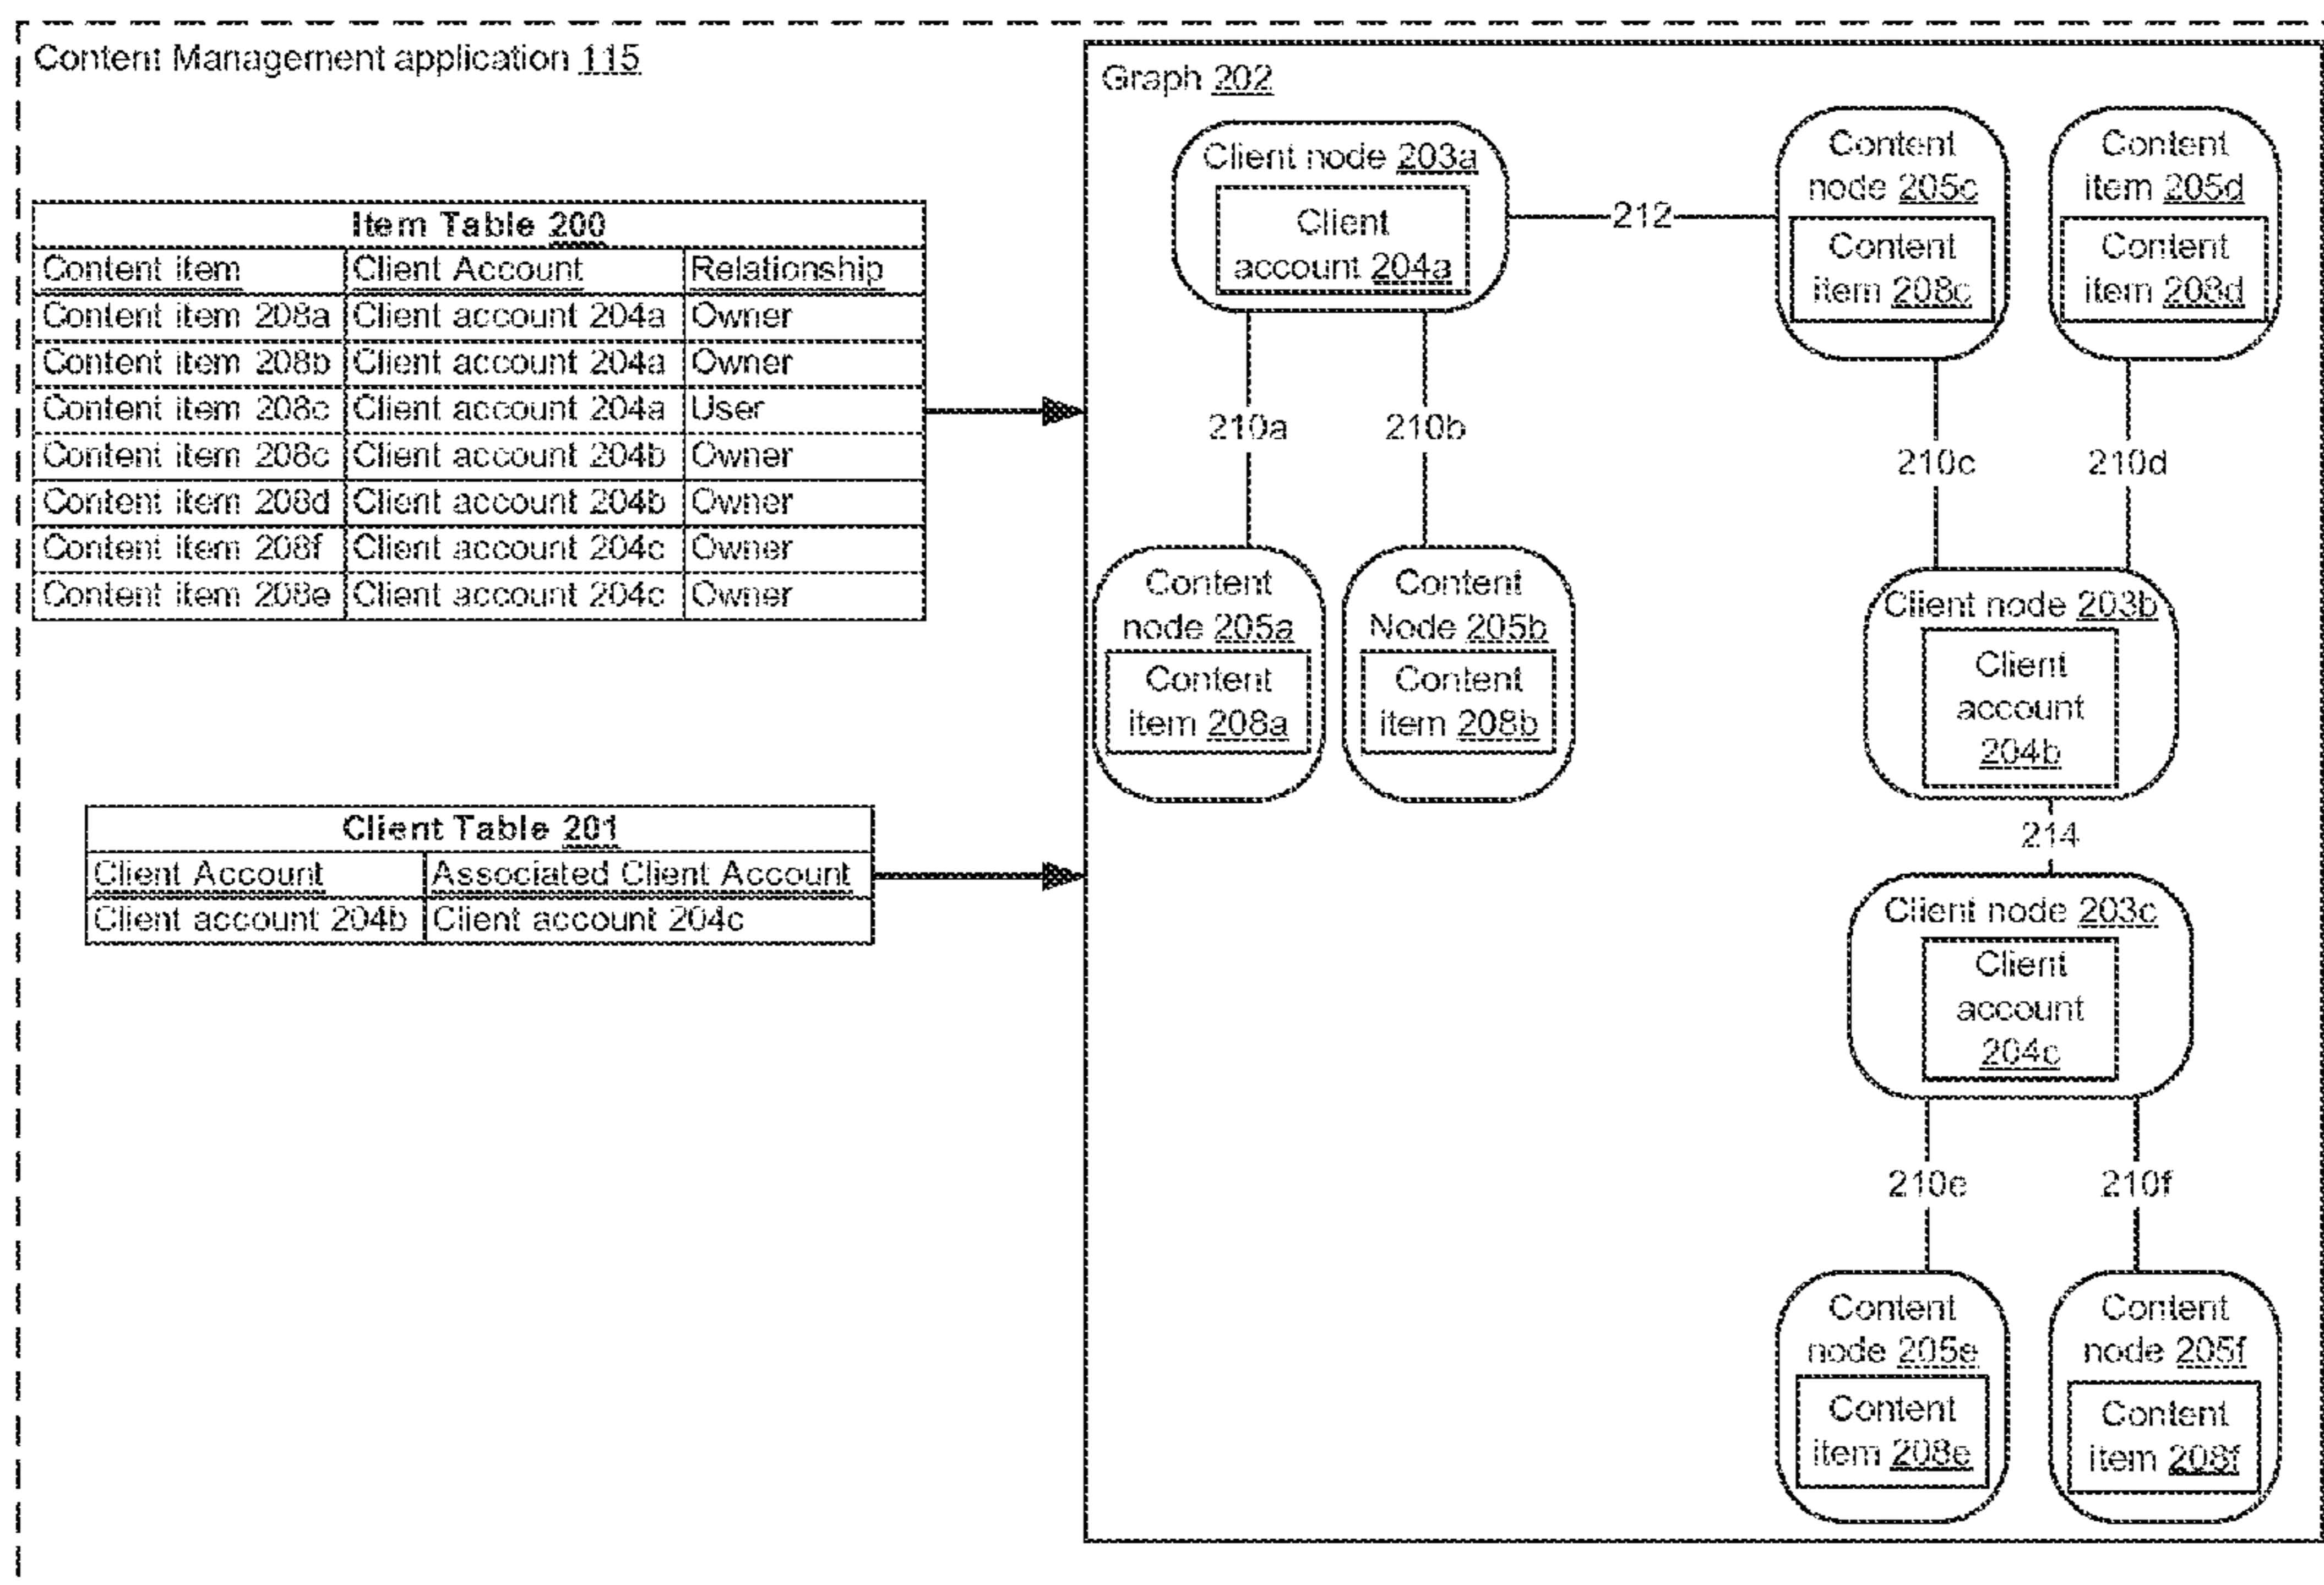 Content Management application 115
Item Table 200
Content item Client Account Relationship
Content item 208a Client account 204a Owner
Content item 208b Client account 204a Owner
Content item 208c Client account 204a User
Content item 208c Client account 204b Owner
Content item 208d Client account 204b Owner
Content item 208f Client account 204c Owner
Content item 208e Client account 204c Owner
Client Table 201
Client Account Associated Client Account
Client account 204b Client account 204c
Graph 202
Client node 203a
Client
account 204a
212
Content
node 205c
Content
item 208c
Content
item 205d
Content
item 208d
210a
210b
210c
210d
Content
node 205a
Content
item 208a
Content
Node 205b
Content
item 208b
Client node 203b
Client
account
204b
214
Client node 203c
Client
account
204c
210e
210f
Content
node 205e
Content
item 208e
Content
node 205f
Content
item 208f